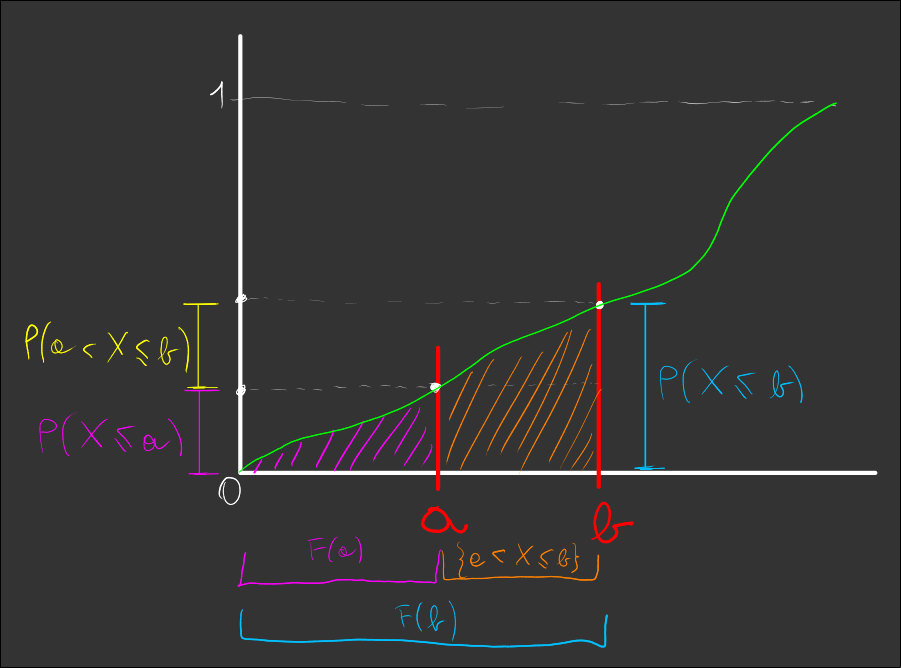 1
P(a < X ≤ b)
P(X ≤ a)
P(X ≤ b)
0
a
b
F(a)
{a < X ≤ b}
F(b)